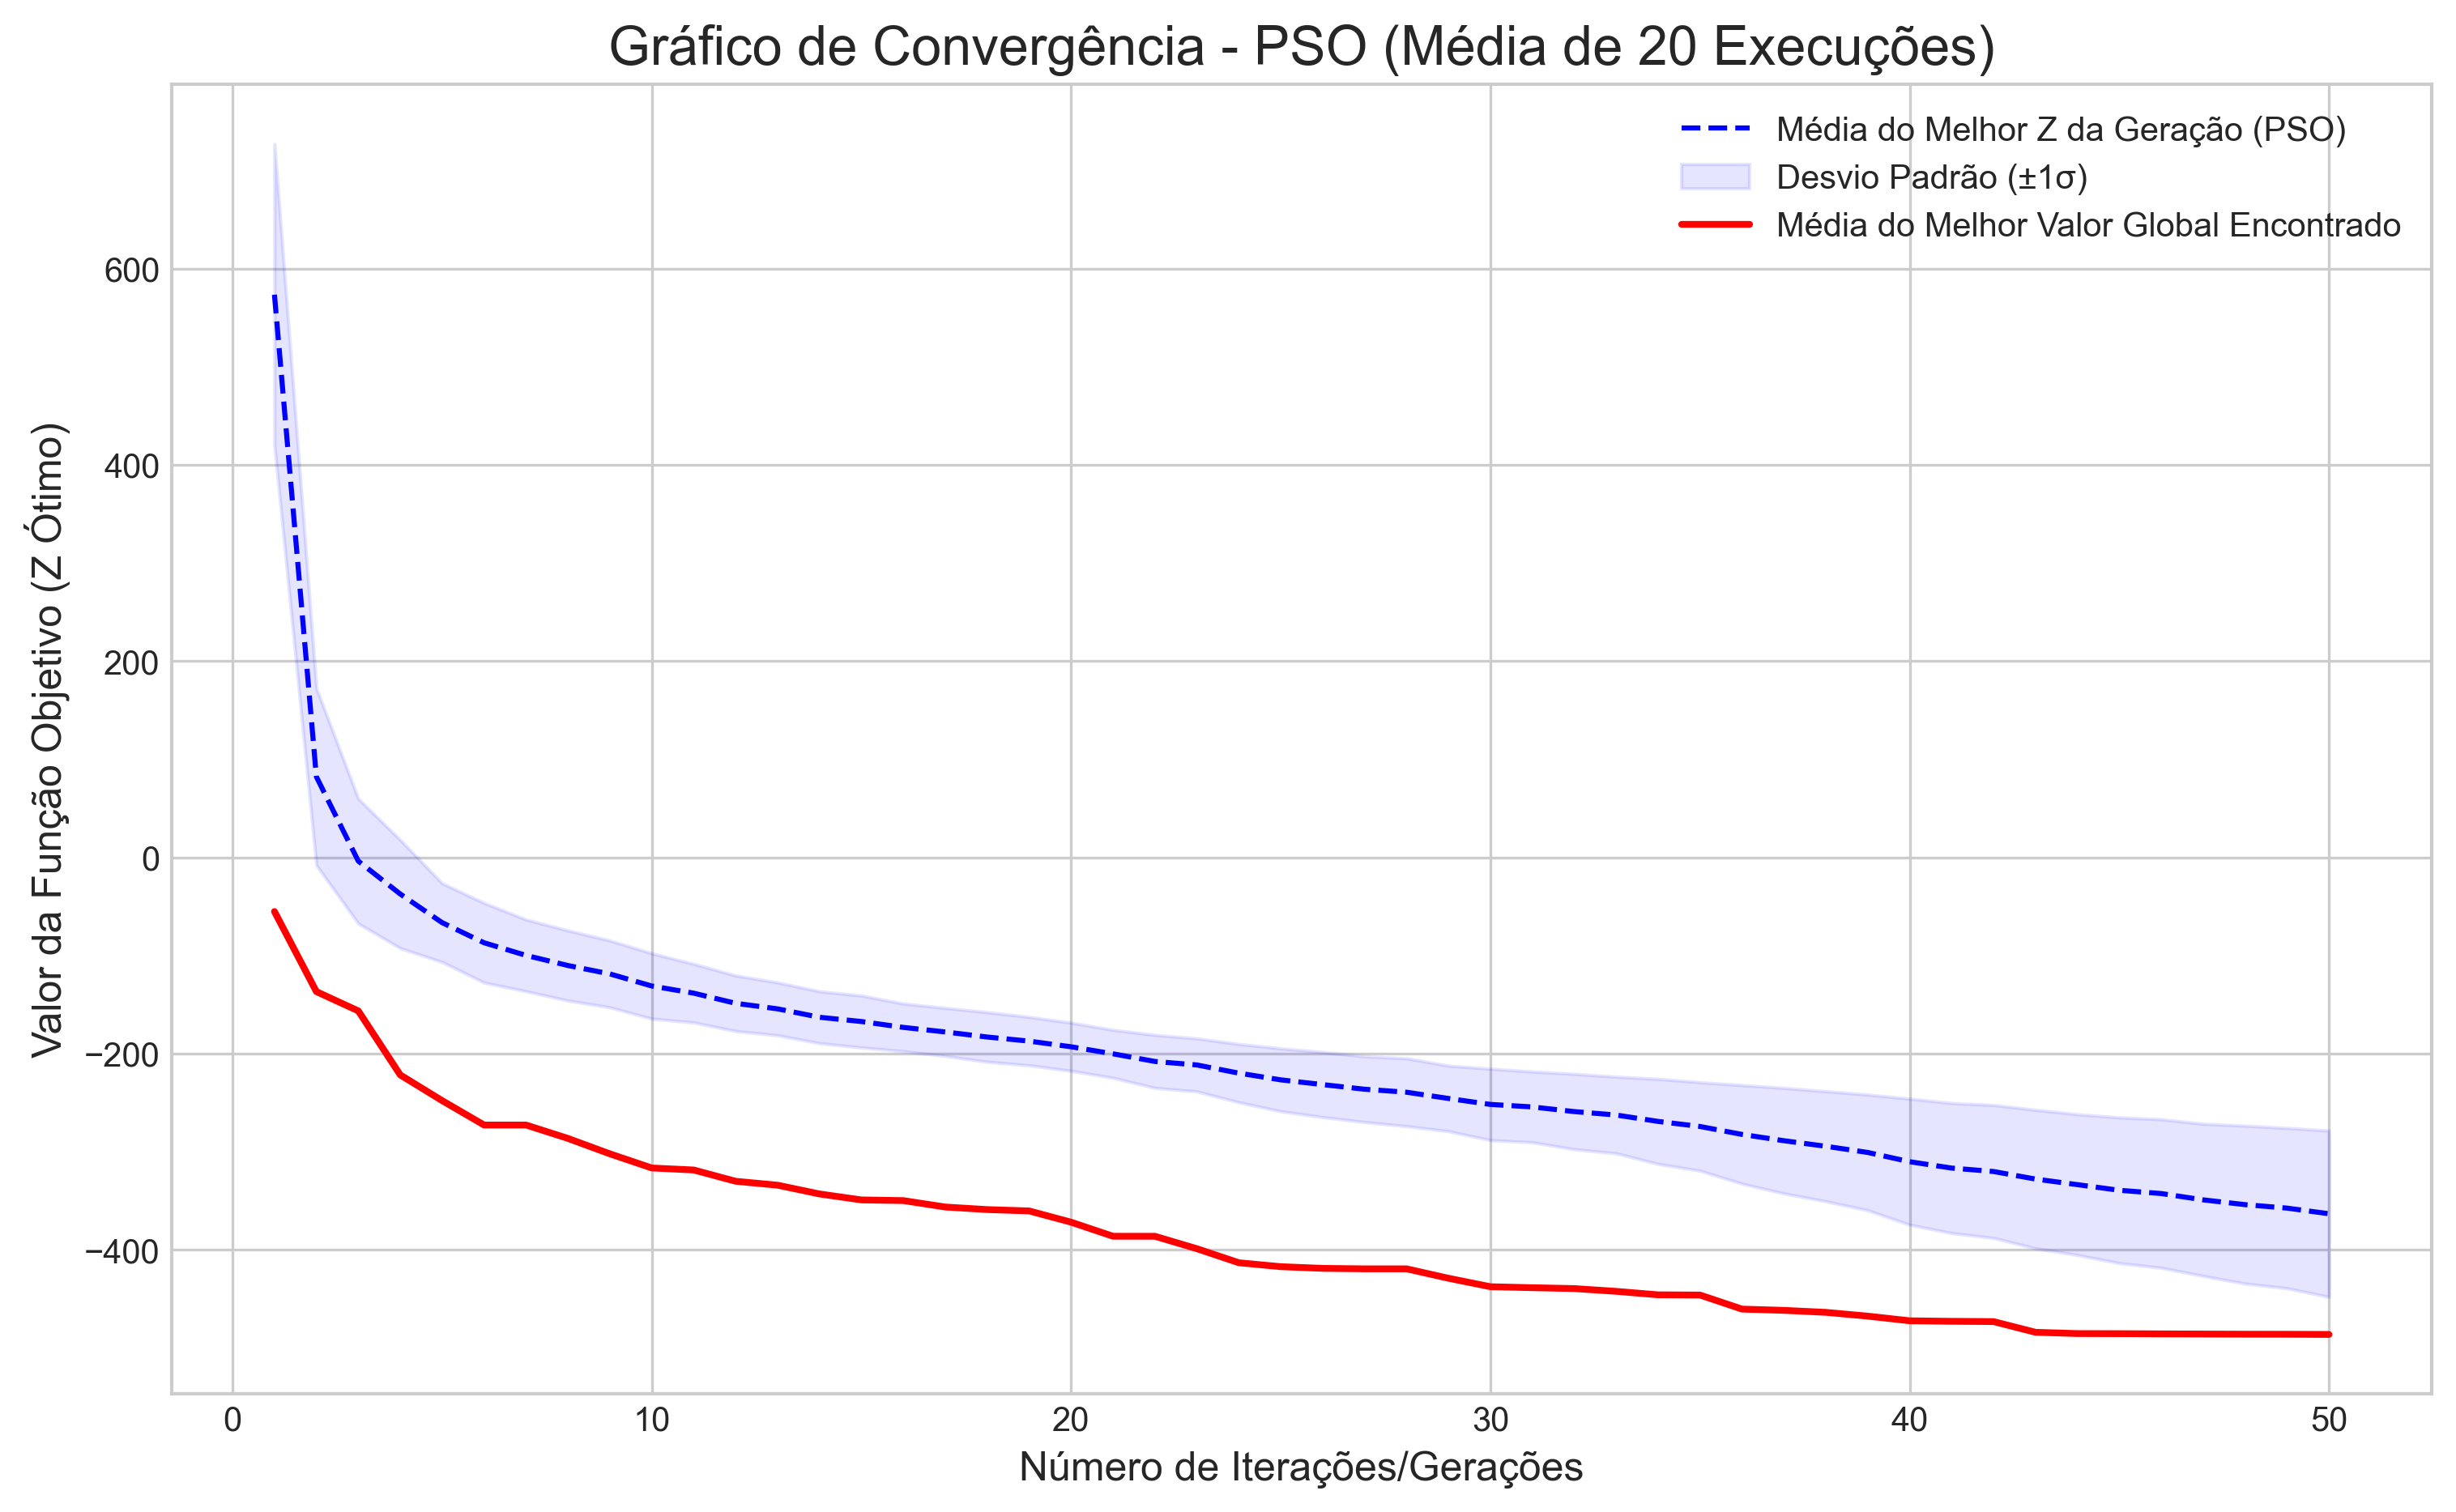 Gráfico de Convergência - PSO (Média de 20 Execuções)
Média do Melhor Z da Geração (PSO)
Desvio Padrão (±1σ)
Média do Melhor Valor Global Encontrado
Valor da Função Objetivo (Z Ótimo)
600
400
200
0
−200
−400
0 10 20 30 40 50
Número de Iterações/Gerações